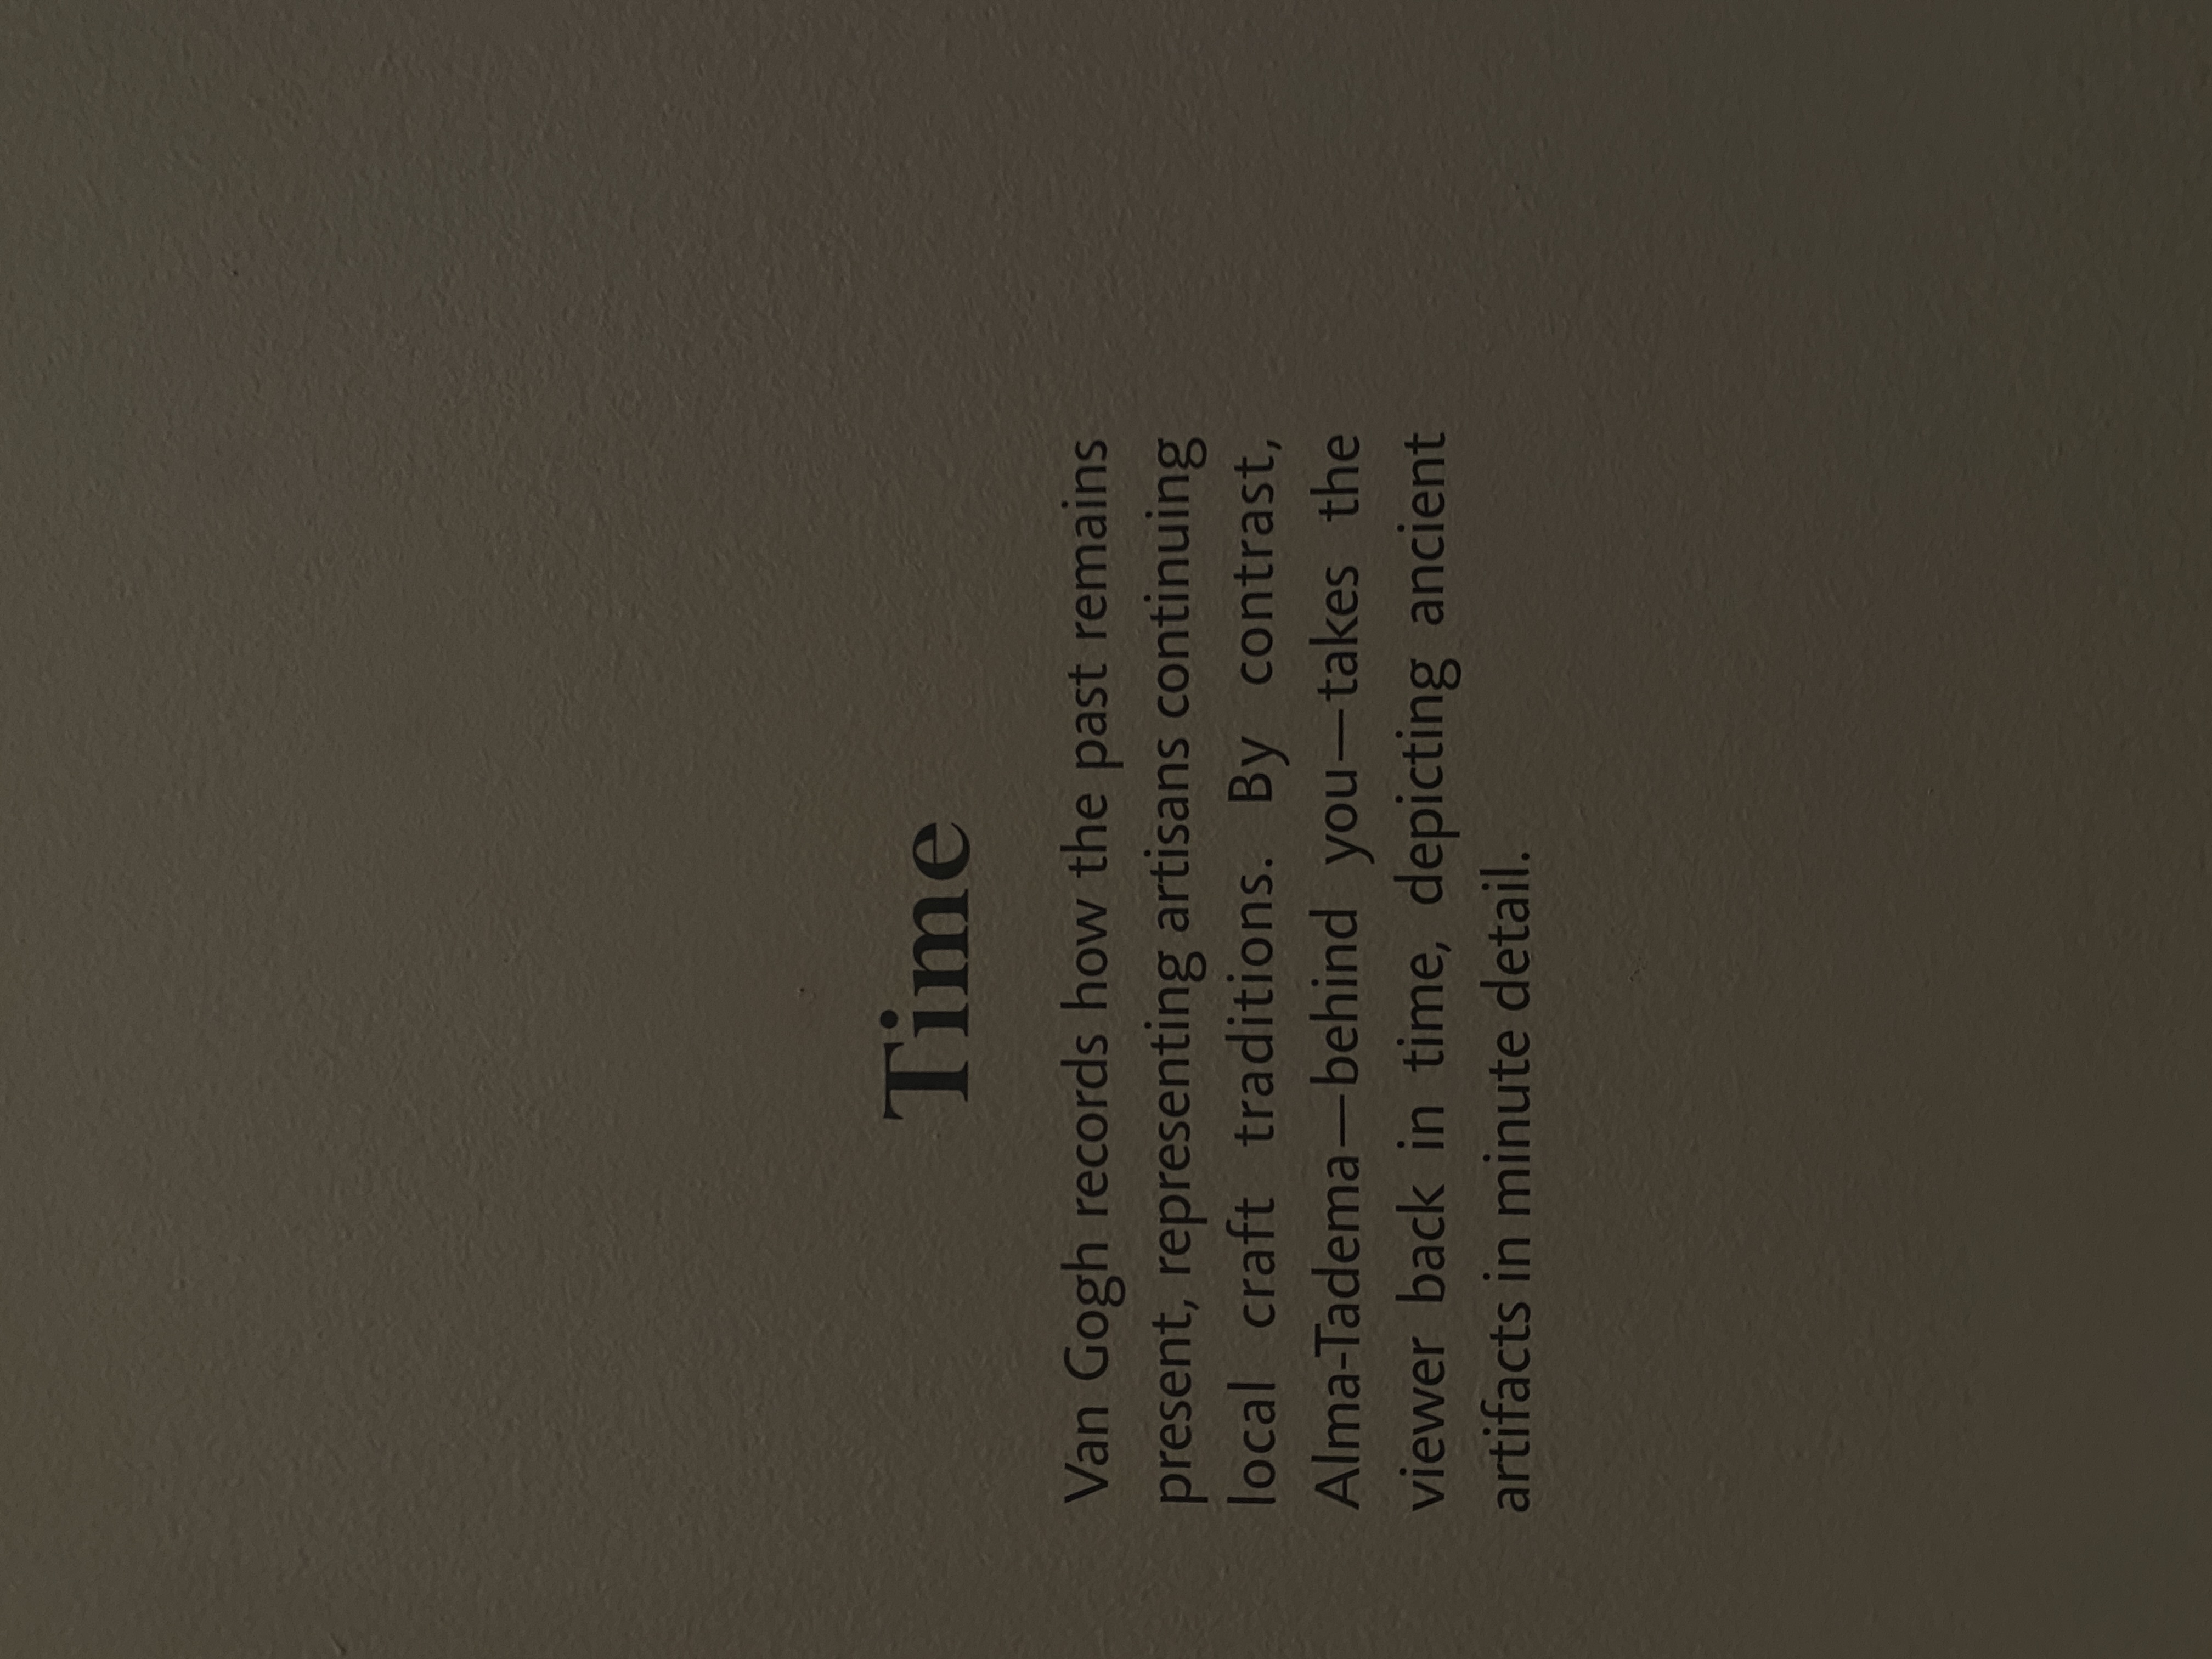 Time
Van Gogh records how the past remains
present, representing artisans continuing
local craft traditions. By contrast,
Alma-Tadema—behind you—takes the
viewer back in time, depicting ancient
artifacts in minute detail.